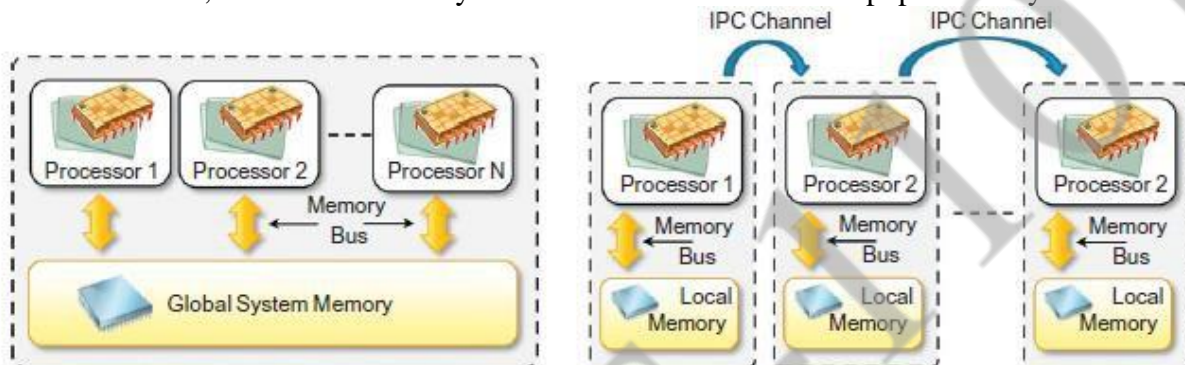 IPC Channel IPC Channel
Processor 1 Processor 2 Processor N
Memory
Bus
Global System Memory
Processor 1 Processor 2 Processor 2
Memory Memory Memory
Bus Bus Bus
Local Local Local
Memory Memory Memory